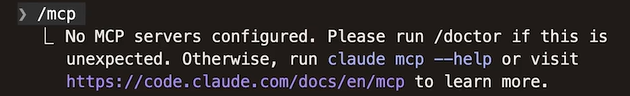 ❯ /mcp
⎿ No MCP servers configured. Please run /doctor if this is
unexpected. Otherwise, run claude mcp --help or visit
https://code.claude.com/docs/en/mcp to learn more.